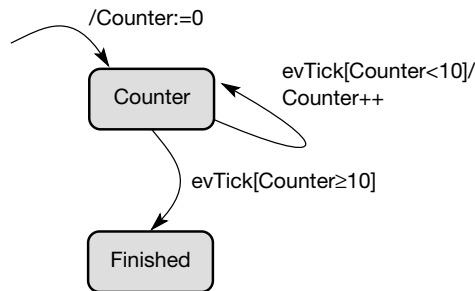 /Counter:=0
evTick[Counter<10]/
Counter++
Counter
evTick[Counter≥10]
Finished